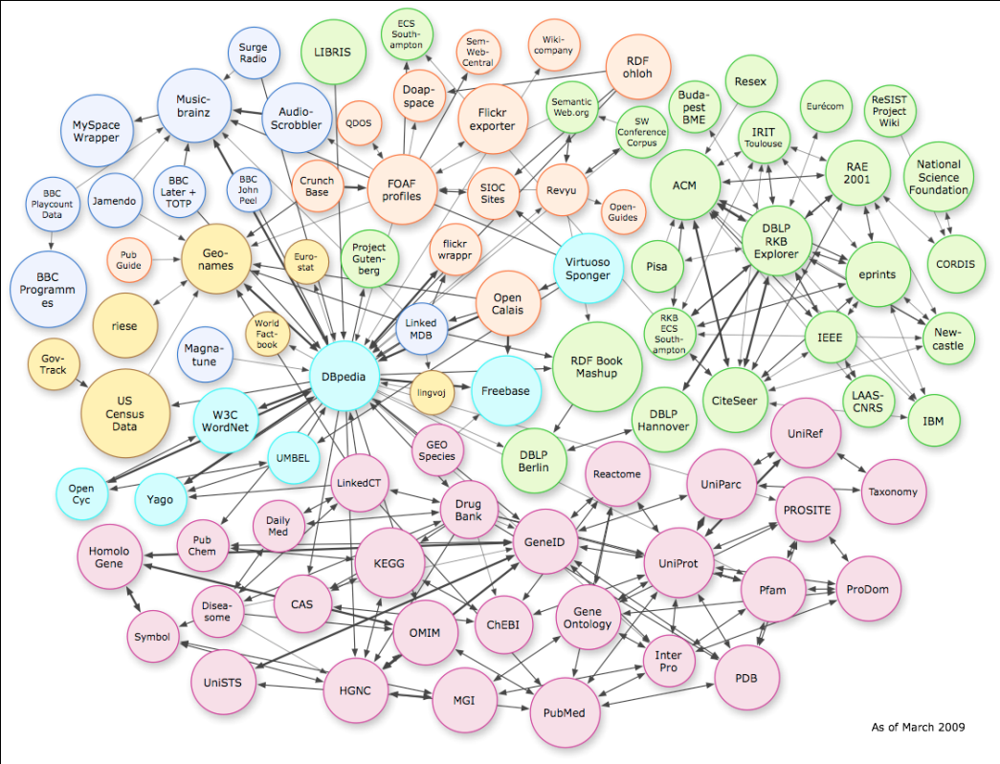 ECS
South-
ampton
Surge
Radio
LIBRIS
Sem-
Web-
Central
Wiki-
company
RDF
ohloh
Doap-
space
Music-
brainz
Audio-
Scrobbler
MySpace
Wrapper
QDOS
Flickr
exporter
Semantic
Web.org
SW
Conference
Corpus
Buda-
pest
BME
Resex
Eurécom
ReSIST
Project
Wiki
IRIT
Toulouse
RAE
2001
National
Science
Foundation
ACM
BBC
Playcount
Data
Jamendo
BBC
Later +
TOTP
BBC
John
Peel
Crunch
Base
FOAF
profiles
SIOC
Sites
Revyu
Open-
Guides
DBLP
RKB
Explorer
Pub
Guide
Geo-
names
Euro-
stat
Project
Guten-
berg
flickr
wrappr
Virtuoso
Sponger
Pisa
eprints
CORDIS
BBC
Programm
es
riese
World
Fact-
book
Linked
MDB
Open
Calais
RKB
ECS
South-
ampton
IEEE
New-
castle
Gov-
Track
Magna-
tune
DBpedia
lingvoj
Freebase
RDF Book
Mashup
CiteSeer
LAAS-
CNRS
IBM
US
Census
Data
W3C
WordNet
DBLP
Hannover
UniRef
UMBEL
GEO
Species
DBLP
Berlin
Open
Cyc
Yago
LinkedCT
Reactome
UniParc
Taxonomy
PROSITE
Daily
Med
Drug
Bank
Pub
Chem
Homolo
Gene
KEGG
GeneID
UniProt
Pfam
ProDom
Disea-
some
CAS
ChEBI
Gene
Ontology
Symbol
OMIM
Inter
Pro
UniSTS
HGNC
MGI
PubMed
PDB
As of March 2009